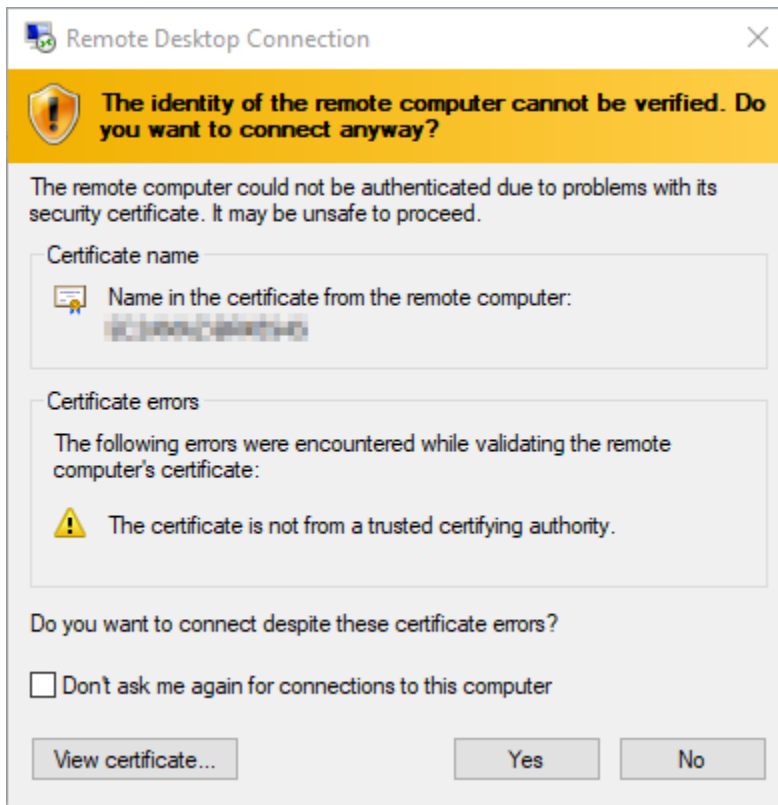 Remote Desktop Connection
The identity of the remote computer cannot be verified. Do
you want to connect anyway?
The remote computer could not be authenticated due to problems with its
security certificate. It may be unsafe to proceed.
Certificate name
Name in the certificate from the remote computer:
Certificate errors
The following errors were encountered while validating the remote
computer's certificate:
The certificate is not from a trusted certifying authority.
Do you want to connect despite these certificate errors?
Don't ask me again for connections to this computer
View certificate...
Yes
No